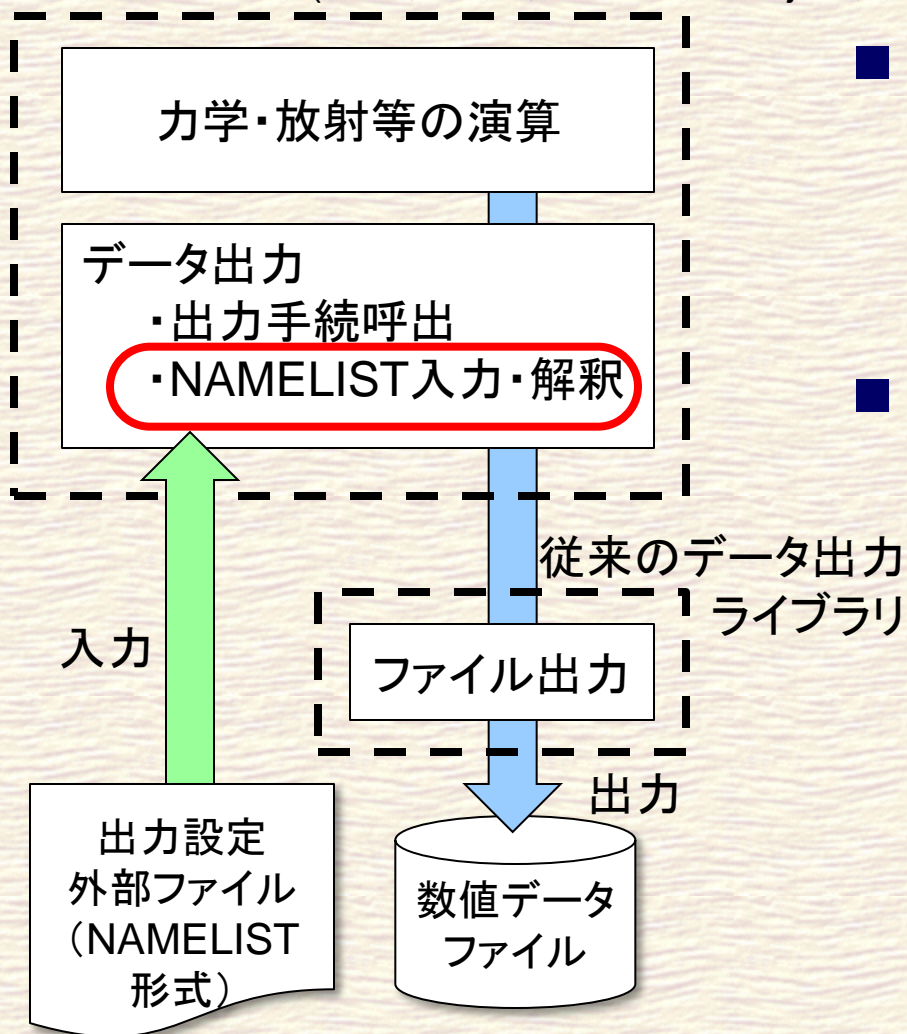 力学・放射等の演算
データ出力
・出力手続呼出
・NAMELIST入力・解釈
従来のデータ出力
ライブラリ
入力
ファイル出力
出力
出力設定
外部ファイル
（NAMELIST
形式）
数値データ
ファイル